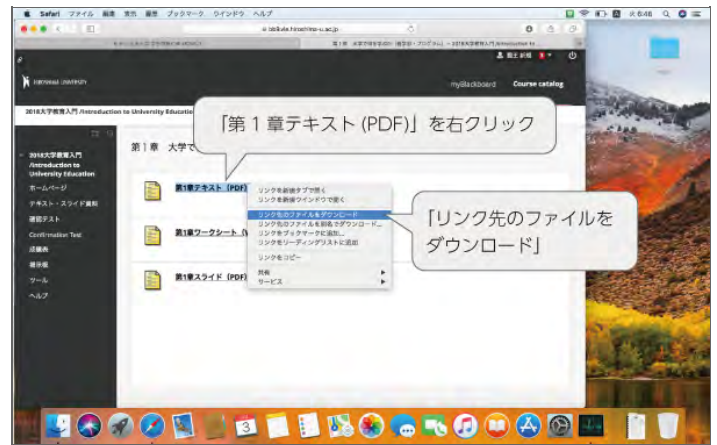 Safari ファイル 編集 表示 履歴 ブックマーク ウインドウ ヘルプ
火6:48
myBlackboard Course catalog
2018大学教育入門 /Introduction to University Education
「第 1 章テキスト (PDF)」を右クリック
第1章 大学で
2018大学教育入門
/Introduction to
University Education
ホームページ
テキスト・スライド資料
確認テスト
Confirmation Test
成績表
掲示板
ツール
ヘルプ
第1章テキスト (PDF)
第1章ワークシート
第1章スライド (PDF)
リンクを新規タブで開く
リンクを新規ウインドウで開く
リンク先のファイルをダウンロード
リンク先のファイルを別名でダウンロード...
リンクをブックマークに追加...
リンクをリーディングリストに追加
リンクをコピー
共有
サービス
「リンク先のファイルを
ダウンロード」
3